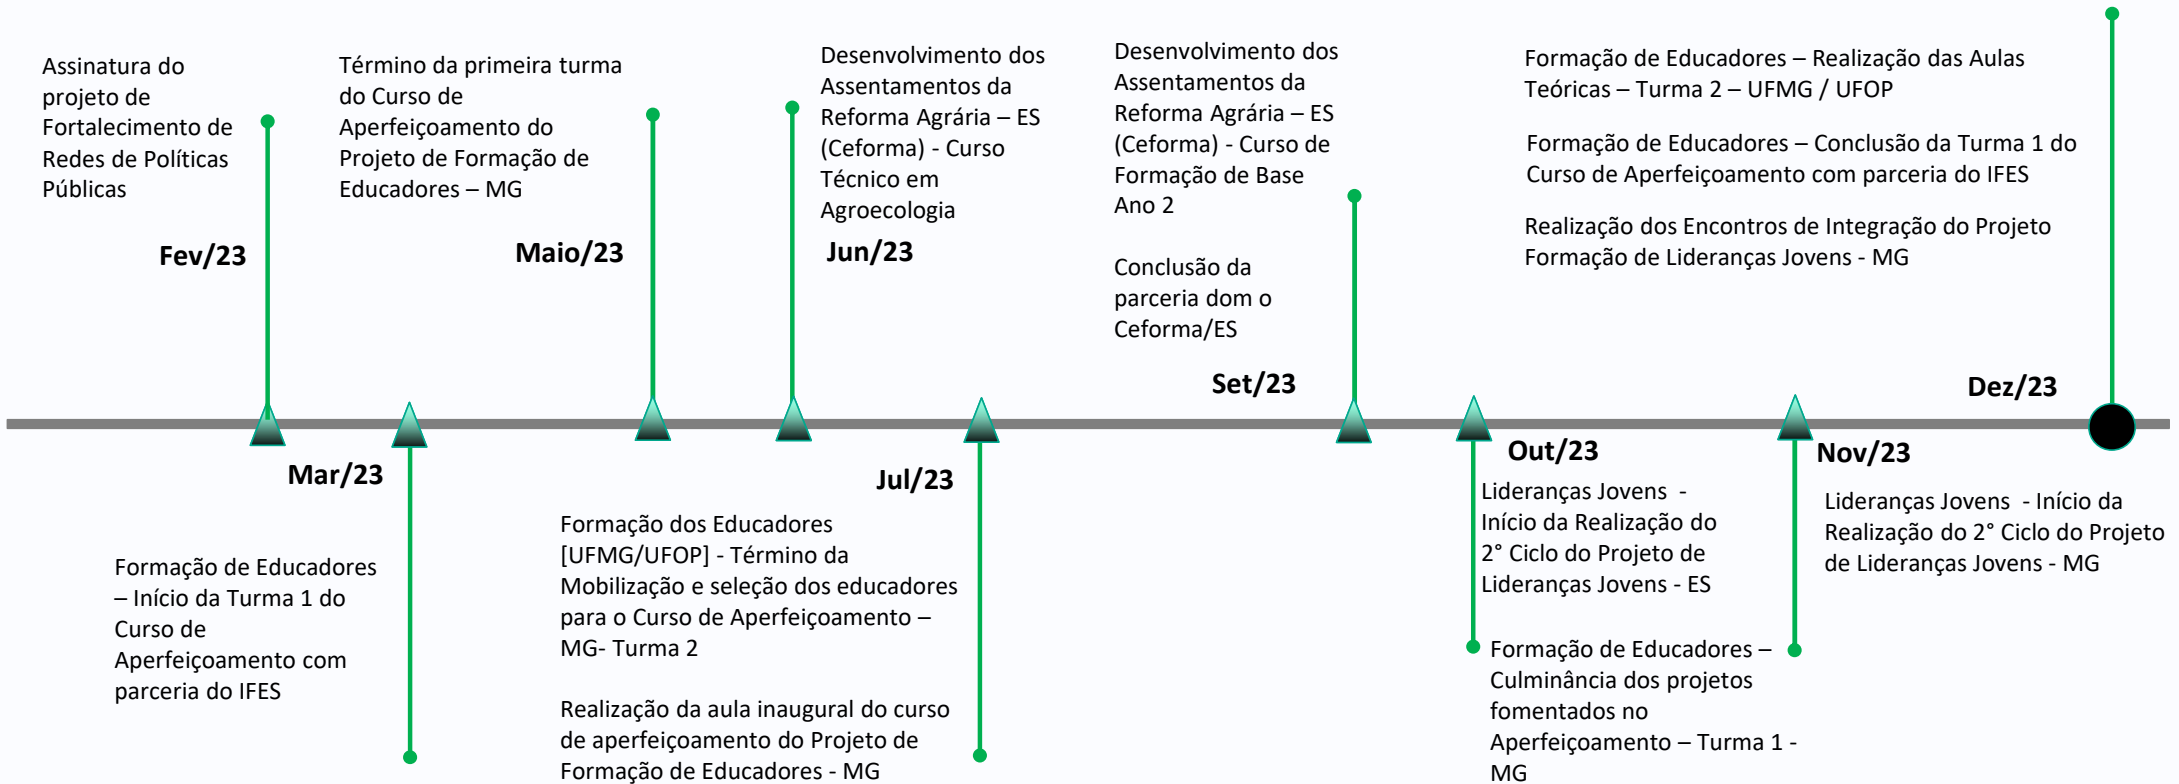 Assinatura do
projeto de
Fortalecimento de
Redes de Políticas
Públicas
Fev/23
Formação de Educadores
– Início da Turma 1 do
Curso de
Aperfeiçoamento com
parceria do IFES
Mar/23
Término da primeira turma
do Curso de
Aperfeiçoamento do
Projeto de Formação de
Educadores – MG
Maio/23
Desenvolvimento dos
Assentamentos da
Reforma Agrária – ES
(Ceforma) - Curso
Técnico em
Agroecologia
Jun/23
Jul/23
Formação dos Educadores
[UFMG/UFOP] - Término da
Mobilização e seleção dos educadores
para o Curso de Aperfeiçoamento –
MG- Turma 2
Realização da aula inaugural do curso
de aperfeiçoamento do Projeto de
Formação de Educadores - MG
Desenvolvimento dos
Assentamentos da
Reforma Agrária – ES
(Ceforma) - Curso de
Formação de Base
Ano 2
Conclusão da
parceria dom o
Ceforma/ES
Set/23
Out/23
Lideranças Jovens  -
Início da Realização do
2° Ciclo do Projeto de
Lideranças Jovens - ES
Formação de Educadores –
Culminância dos projetos
fomentados no
Aperfeiçoamento – Turma 1 -
MG
Nov/23
Lideranças Jovens  - Início da
Realização do 2° Ciclo do Projeto
de Lideranças Jovens - MG
Formação de Educadores – Realização das Aulas
Teóricas – Turma 2 – UFMG / UFOP
Formação de Educadores – Conclusão da Turma 1 do
Curso de Aperfeiçoamento com parceria do IFES
Realização dos Encontros de Integração do Projeto
Formação de Lideranças Jovens - MG
Dez/23